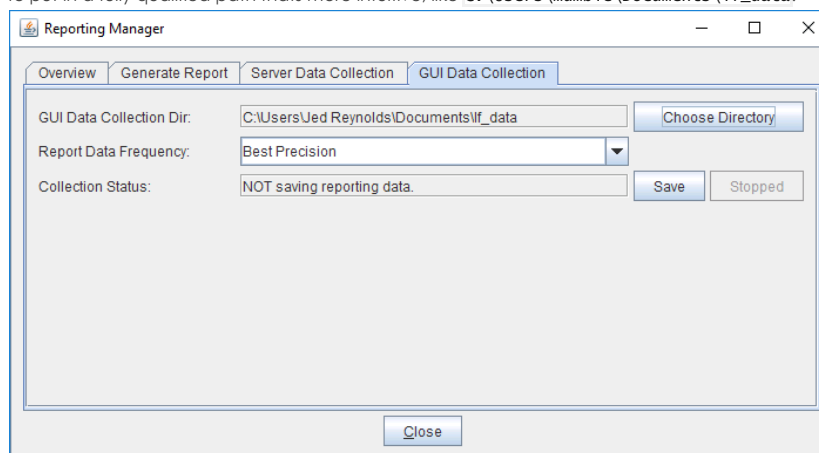 Reporting Manager
Overview Generate Report Server Data Collection GUI Data Collection
GUI Data Collection Dir: C:\Users\Jed Reynolds\Documents\lf_data Choose Directory
Report Data Frequency: Best Precision
Collection Status: NOT saving reporting data. Save Stopped
Close